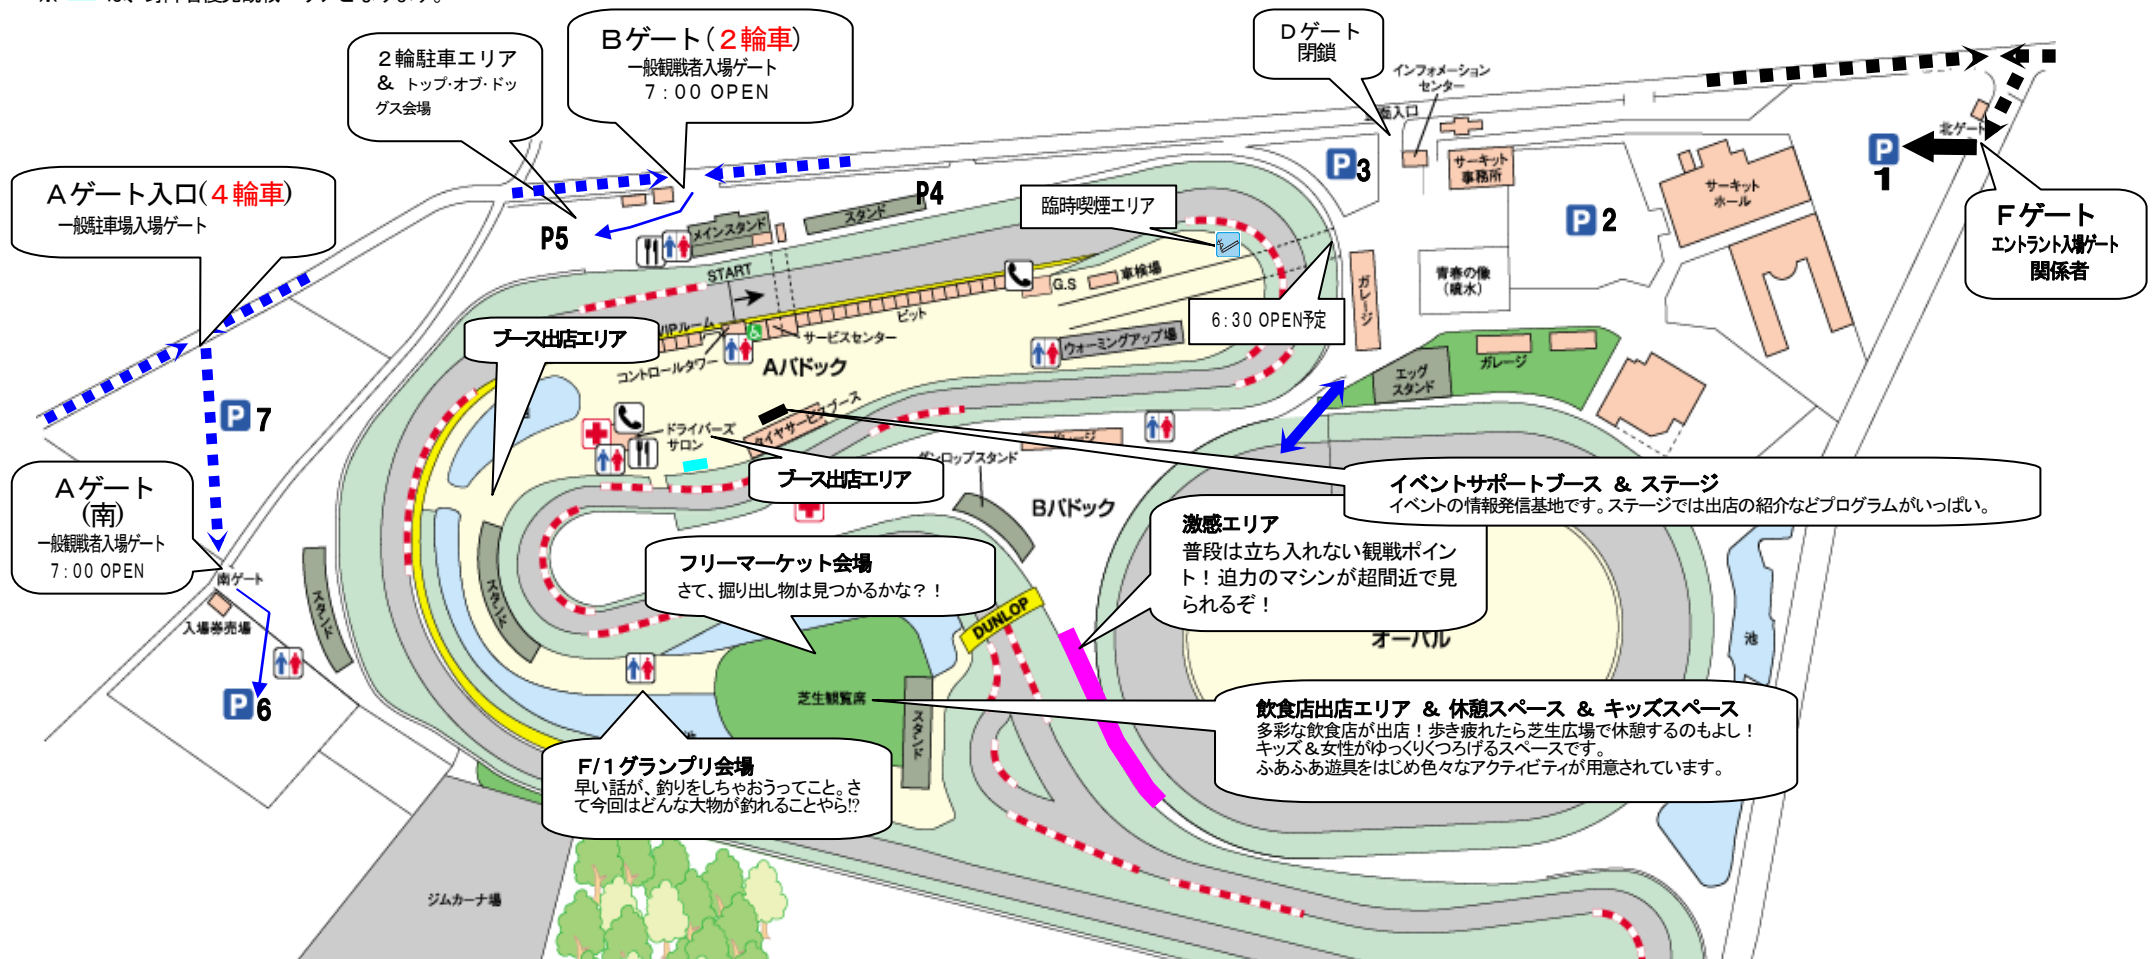 ２輪駐車エリア
＆ トップ・オブ・ドッ
グス会場
Ｂゲート(２輪車)
一般観戦者入場ゲート
7：00 OPEN
Ｄゲート
閉鎖
インフォメーション
センター
北ゲート
P
1
Ｆゲート
エントラント入場ゲート
関係者
Ａゲート入口(４輪車)
一般駐車場入場ゲート
P5
P4
P 3
P 2
サーキット
事務所
サーキット
ホール
メインスタンド
スタンド
臨時喫煙エリア
START
車検場
G.S
ガレージ
青春の像
(噴水)
6：30 OPEN予定
VIPルーム
ピット
サービスセンター
コントロールタワー
Aパドック
ウォーミングアップ場
ブース出店エリア
エッグ
スタンド
ガレージ
P 7
ドライバーズ
サロン
タイヤサービスブース
ブース出店エリア
Bパドック
イベントサポートブース ＆ ステージ
イベントの情報発信基地です。ステージでは出店の紹介などプログラムがいっぱい。
Ａゲート
(南)
一般観戦者入場ゲート
7：00 OPEN
南ゲート
入場券売場
スタンド
スタンド
フリーマーケット会場
さて、掘り出し物は見つかるかな？！
激感エリア
普段は立ち入れない観戦ポイン
ト！迫力のマシンが超間近で見
られるぞ！
DUNLOP
オーバル
池
P 6
芝生観覧席
スタンド
飲食店出店エリア ＆ 休憩スペース ＆ キッズスペース
多彩な飲食店が出店！歩き疲れたら芝生広場で休憩するのもよし！
キッズ＆女性がゆっくりくつろげるスペースです。
ふあふあ遊具をはじめ色々なアクティビティが用意されています。
F/1グランプリ会場
早い話が、釣りをしちゃおうってこと。さ
て今回はどんな大物が釣れることやら!?
ジムカーナ場